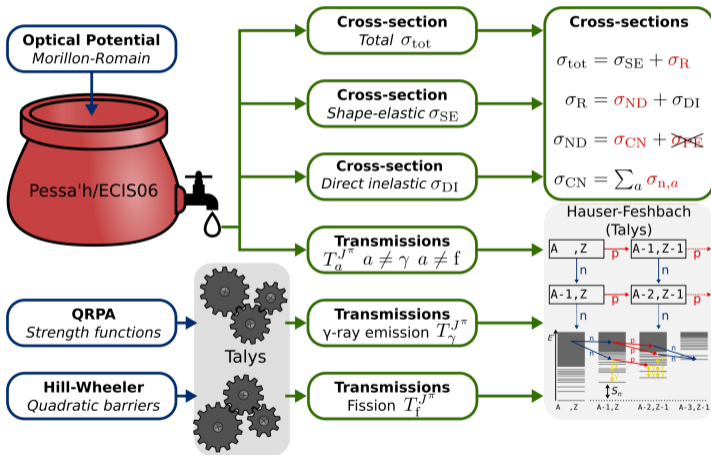 Optical Potential
Morillon-Romain
Pessa'h/ECIS06
Cross-section
Total σ_tot
Cross-section
Shape-elastic σ_SE
Cross-section
Direct inelastic σ_DI
Transmissions
T_a^{J^π} a ≠ γ a ≠ f
QRPA
Strength functions
Hill-Wheeler
Quadratic barriers
Talys
Transmissions
γ-ray emission T_γ^{J^π}
Transmissions
Fission T_f^{J^π}
Cross-sections
σ_tot = σ_SE + σ_R
σ_R = σ_ND + σ_DI
σ_ND = σ_CN + σ_PE
σ_CN = ∑_a σ_{n,a}
Hauser-Feshbach
(Talys)
A ,Z p A-1,Z-1 p
n n
A-1,Z p A-2,Z-1 p
n n
E
n p n
n p n
S_n
A ,Z A-1,Z A-2,Z-1 A-3,Z-1